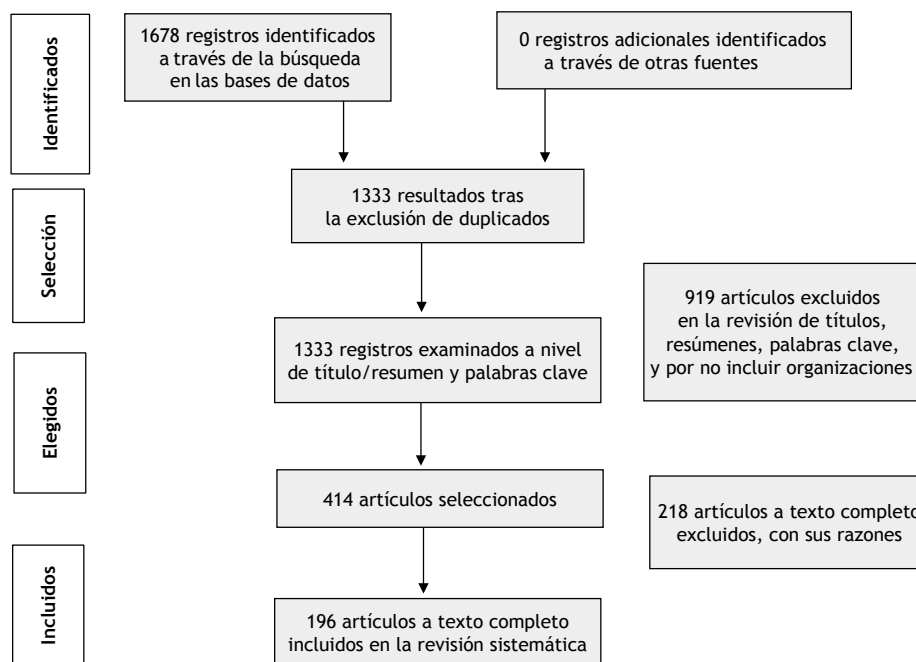 Identificados
1678 registros identificados
a través de la búsqueda
en las bases de datos
0 registros adicionales identificados
a través de otras fuentes
Selección
1333 resultados tras
la exclusión de duplicados
919 artículos excluidos
en la revisión de títulos,
resúmenes, palabras clave,
y por no incluir organizaciones
Elegidos
1333 registros examinados a nivel
de título/resumen y palabras clave
414 artículos seleccionados
218 artículos a texto completo
excluidos, con sus razones
Incluidos
196 artículos a texto completo
incluidos en la revisión sistemática